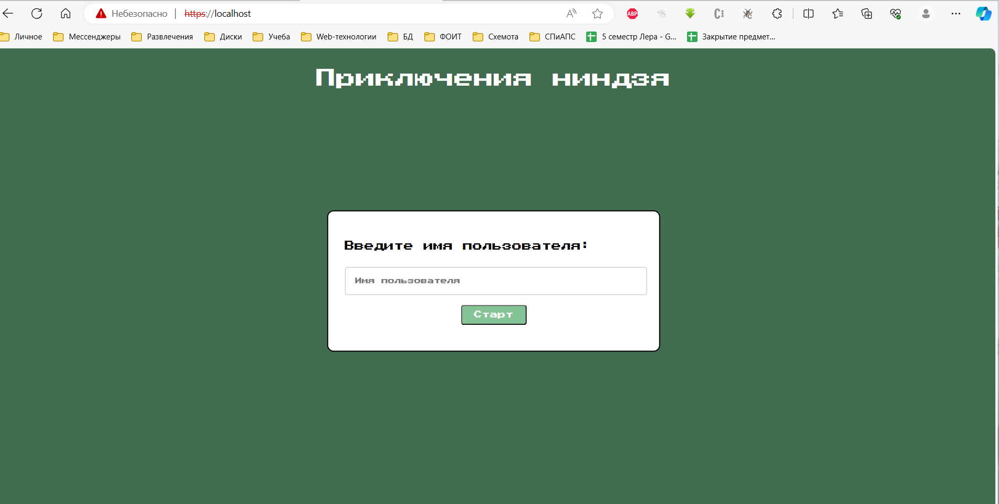 Небезопасно | https://localhost
ABP
Личное Мессенджеры Развлечения Диски Учеба Web-технологии БД ФОИТ Схемота СПиАПС 5 семестр Лера - G... Закрытие предмет...
Приключения ниндзя
Введите имя пользователя:
Имя пользователя
Старт